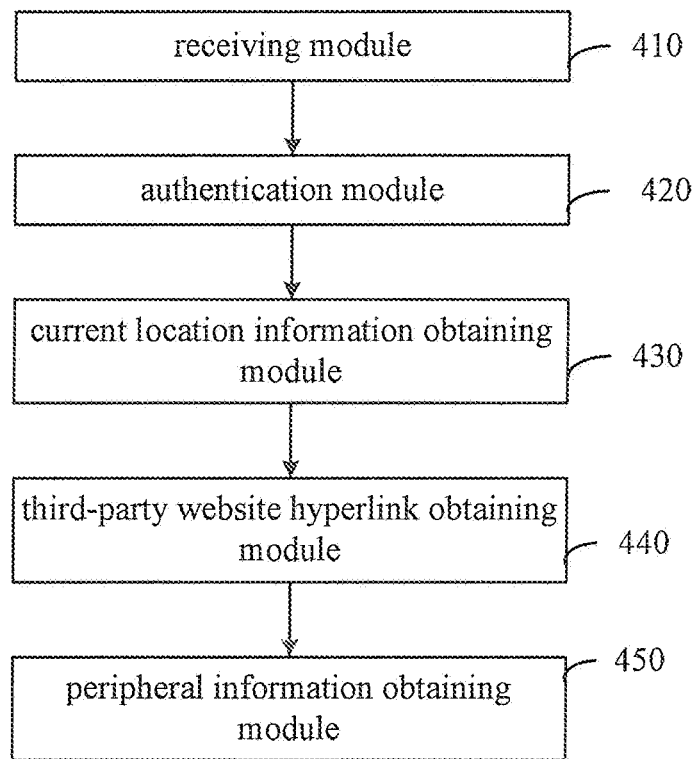 receiving module
410
authentication module
420
current location information obtaining
module
430
third-party website hyperlink obtaining
module
440
450
peripheral information obtaining
module